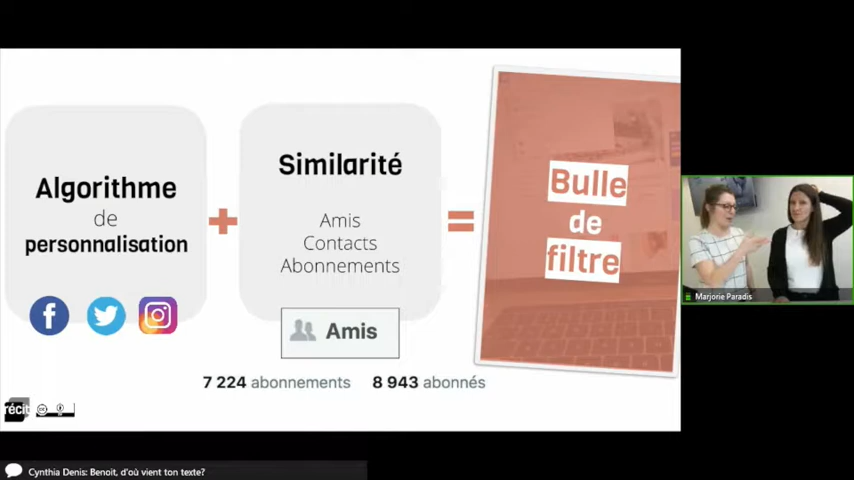 Algorithme
de
personnalisation
+
Similarité
Amis
Contacts
Abonnements
=
Bulle
de
filtre
Amis
7 224 abonnements 8 943 abonnés
récit
Marjorie Paradis
Cynthia Denis: Benoit, d'où vient ton texte?